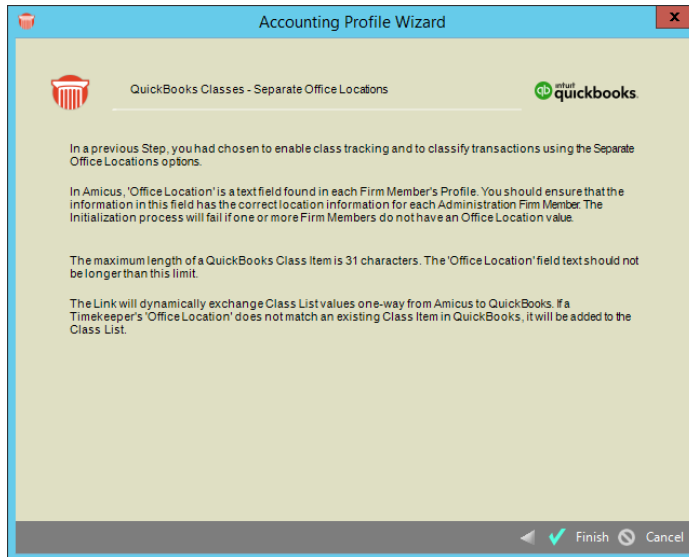 Accounting Profile Wizard
x
QuickBooks Classes - Separate Office Locations
qb intuit quickbooks.
In a previous Step, you had chosen to enable class tracking and to classify transactions using the Separate
Office Locations options.
In Amicus, 'Office Location' is a text field found in each Firm Member's Profile. You should ensure that the
information in this field has the correct location information for each Administration Firm Member. The
Initialization process will fail if one or more Firm Members do not have an Office Location value.
The maximum length of a QuickBooks Class Item is 31 characters. The 'Office Location' field text should not
be longer than this limit.
The Link will dynamically exchange Class List values one-way from Amicus to QuickBooks. If a
Timekeeper's 'Office Location' does not match an existing Class Item in QuickBooks, it will be added to the
Class List.
Finish Cancel